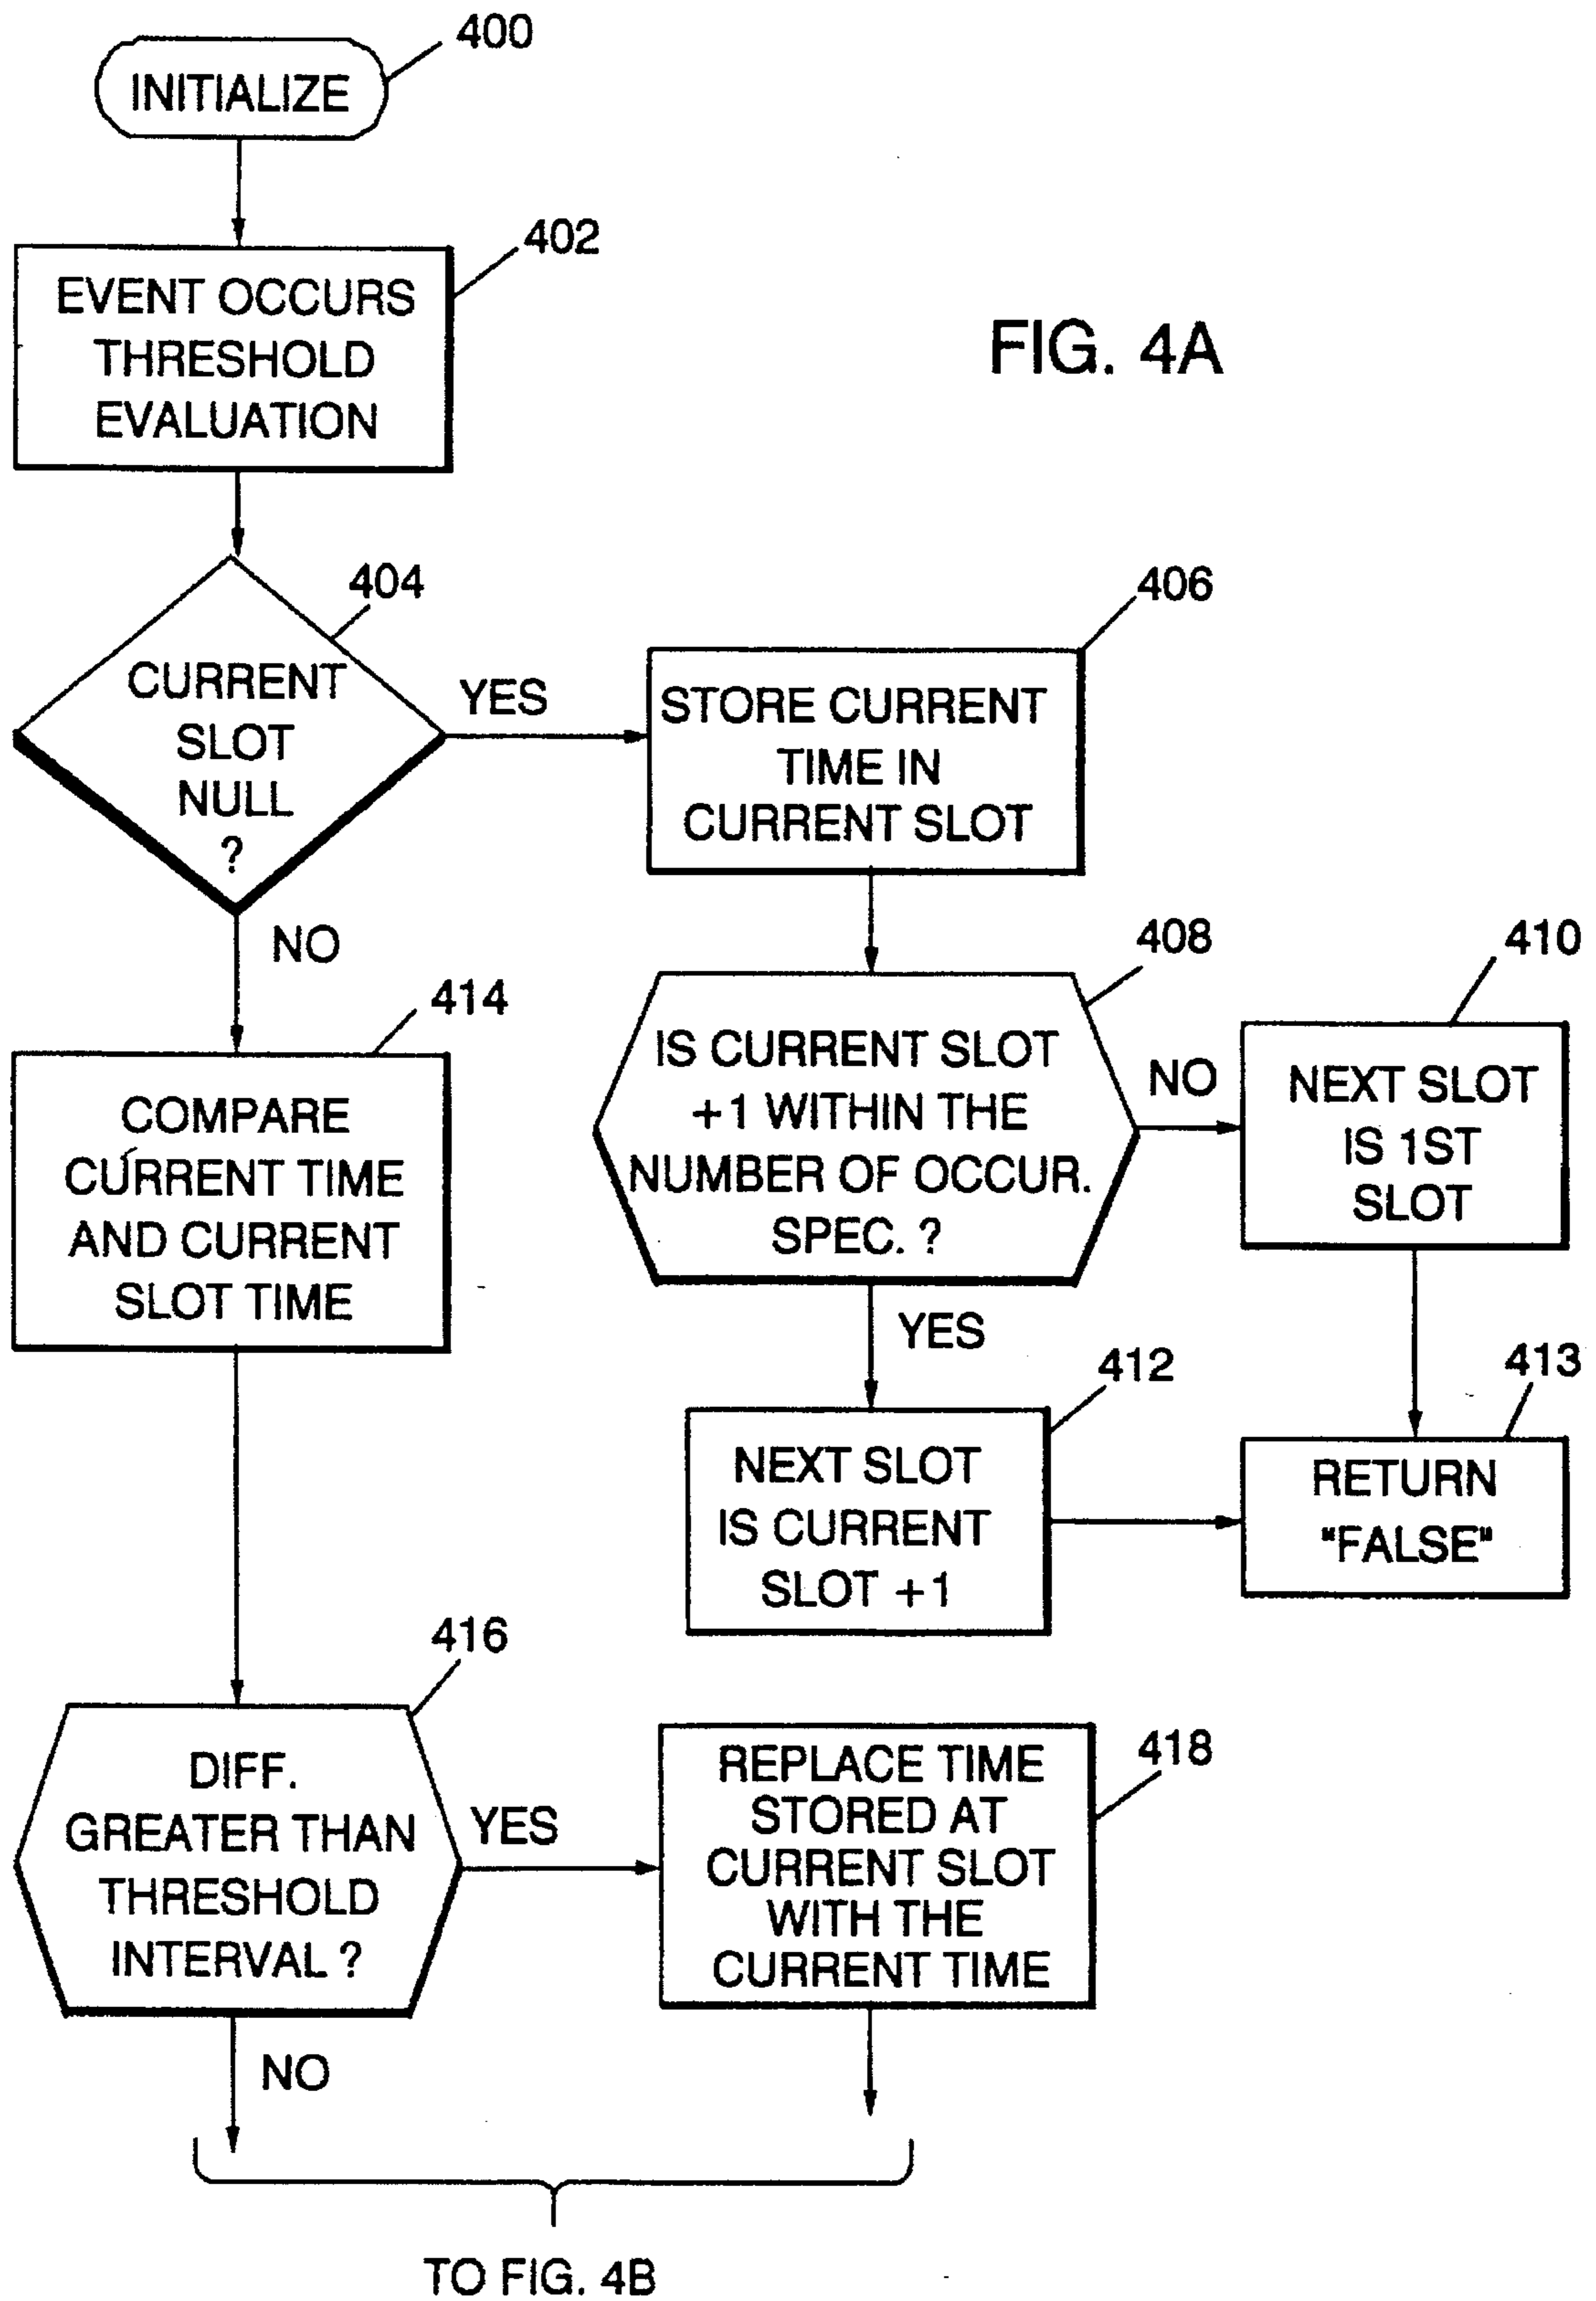 400
INITIALIZE
402
EVENT OCCURS
THRESHOLD
EVALUATION
FIG. 4A
404
CURRENT
SLOT
NULL
?
YES
NO
406
STORE CURRENT
TIME IN
CURRENT SLOT
408
IS CURRENT SLOT
+1 WITHIN THE
NUMBER OF OCCUR.
SPEC. ?
NO
YES
410
NEXT SLOT
IS 1ST
SLOT
412
NEXT SLOT
IS CURRENT
SLOT +1
413
RETURN
"FALSE"
414
COMPARE
CURRENT TIME
AND CURRENT
SLOT TIME
416
DIFF.
GREATER THAN
THRESHOLD
INTERVAL ?
YES
NO
418
REPLACE TIME
STORED AT
CURRENT SLOT
WITH THE
CURRENT TIME
TO FIG. 4B